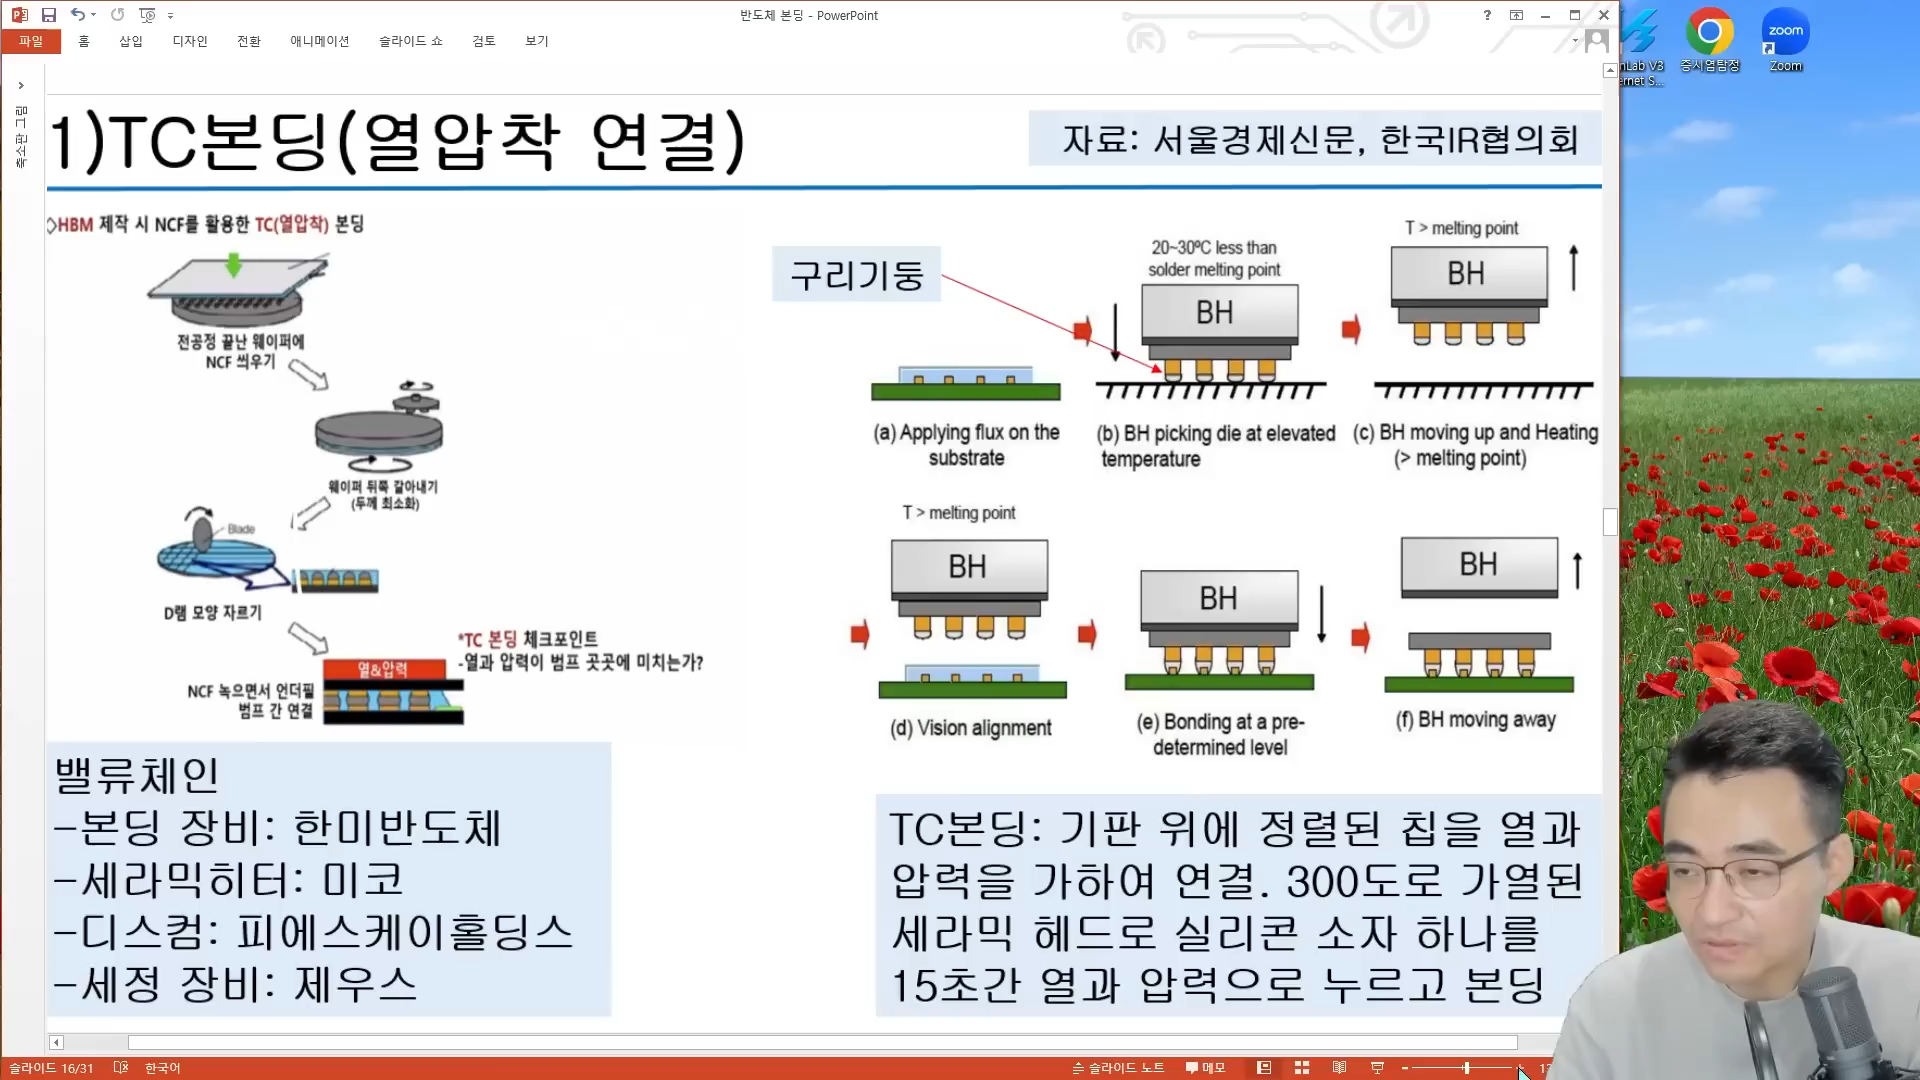 반도체 본딩 - PowerPoint
파일 홈 삽입 디자인 전환 애니메이션 슬라이드 쇼 검토 보기
축소판 그림
nLab V3
ernet S...
증시염탐정
zoom
Zoom
1)TC본딩(열압착 연결)
자료: 서울경제신문, 한국IR협의회
◇HBM 제작 시 NCF를 활용한 TC(열압착) 본딩
전공정 끝난 웨이퍼에
NCF 씌우기
웨이퍼 뒤쪽 갈아내기
(두께 최소화)
Blade
D램 모양 자르기
열&압력
NCF 녹으면서 언더필
범프 간 연결
*TC 본딩 체크포인트
-열과 압력이 범프 곳곳에 미치는가?
구리기둥
20~30ºC less than
solder melting point
BH
T > melting point
BH
(a) Applying flux on the
substrate
(b) BH picking die at elevated
temperature
(c) BH moving up and Heating
(> melting point)
T > melting point
BH
BH
BH
(d) Vision alignment
(e) Bonding at a pre-
determined level
(f) BH moving away
밸류체인
-본딩 장비: 한미반도체
-세라믹히터: 미코
-디스컴: 피에스케이홀딩스
-세정 장비: 제우스
TC본딩: 기판 위에 정렬된 칩을 열과
압력을 가하여 연결. 300도로 가열된
세라믹 헤드로 실리콘 소자 하나를
15초간 열과 압력으로 누르고 본딩
슬라이드 16/31 한국어 슬라이드 노트 메모